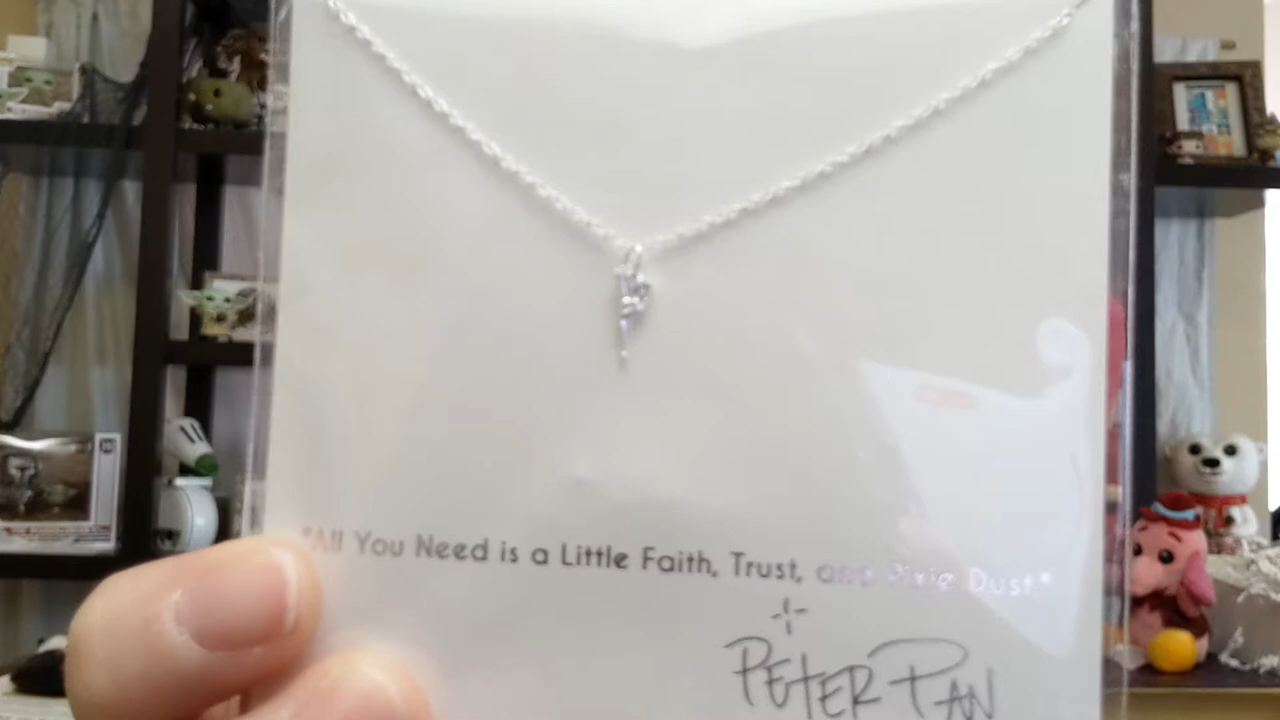 "All You Need is a Little Faith, Trust, and Pixie Dust"
PETER PAN